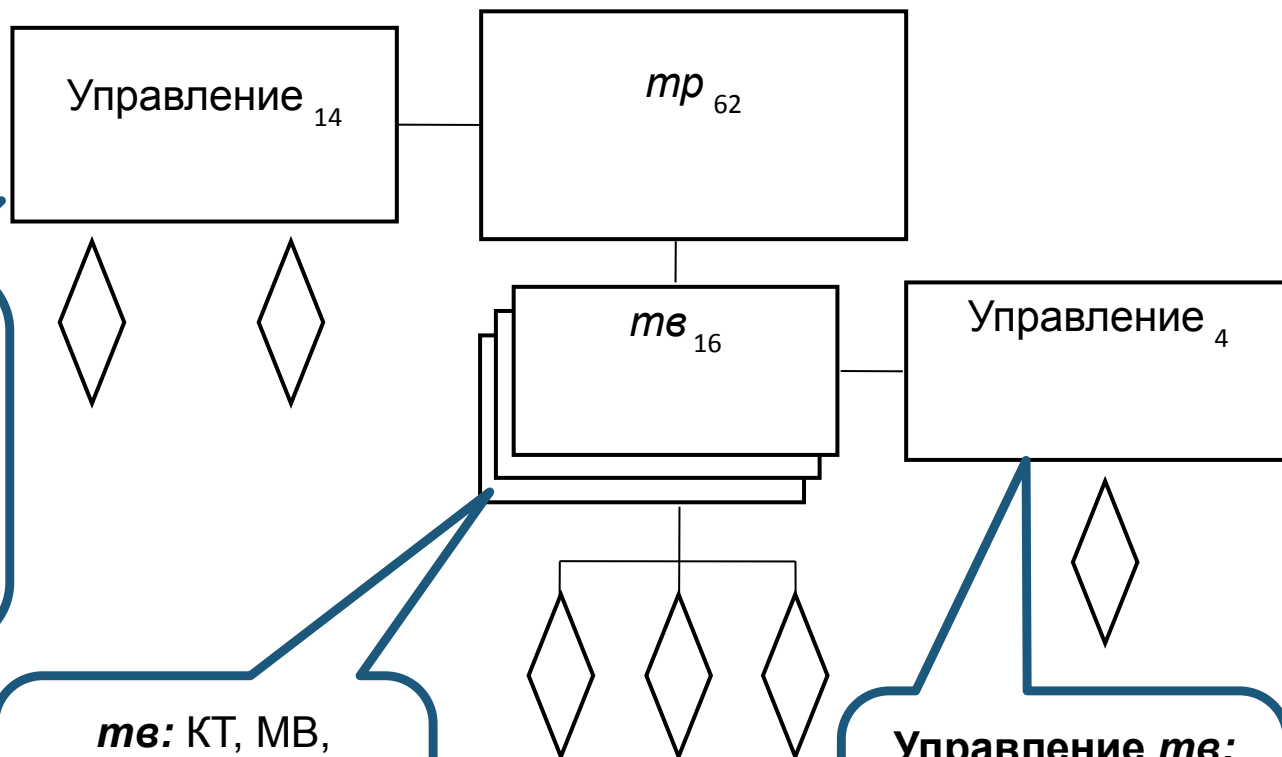 Управление 14
тр 62
тв 16
Управление 4
тв: КТ, МВ,
Управление тв: